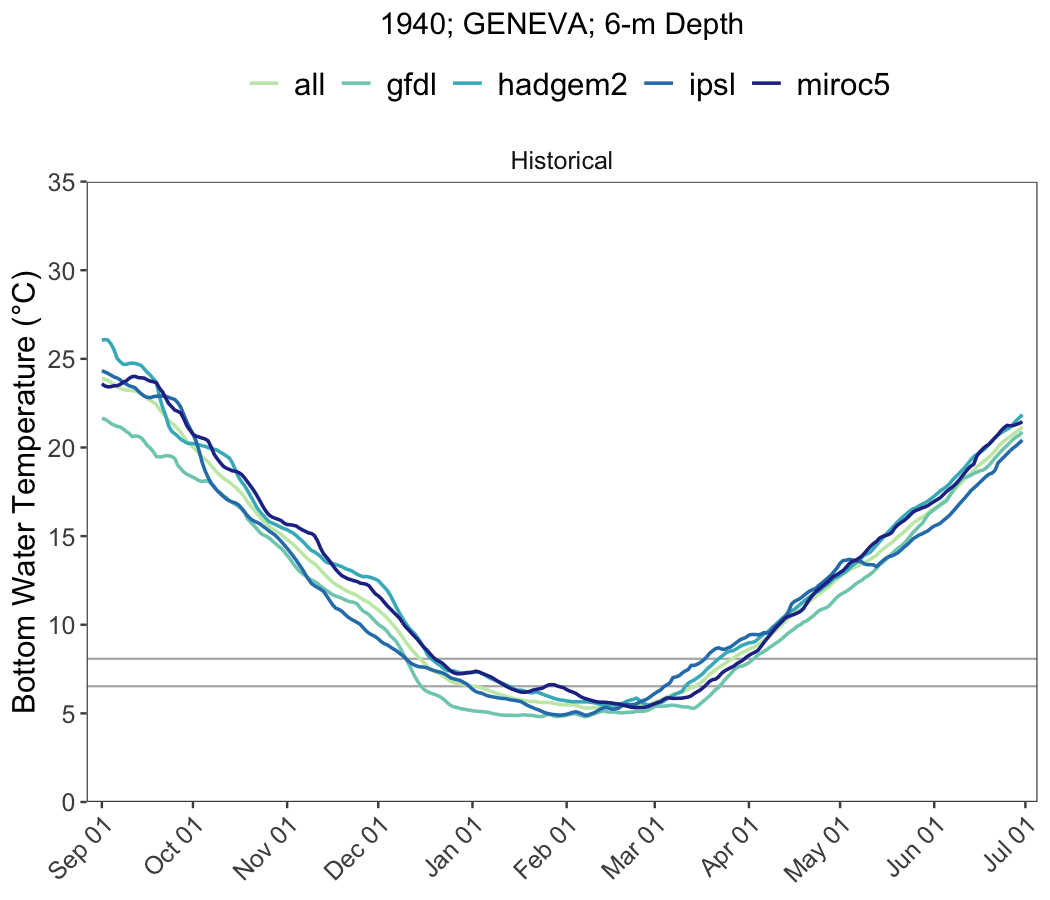 1940; GENEVA; 6-m Depth
all gfdl hadgem2 ipsl miroc5
Historical
Bottom Water Temperature (°C)
35
30
25
20
15
10
5
0
Sep 01 Oct 01 Nov 01 Dec 01 Jan 01 Feb 01 Mar 01 Apr 01 May 01 Jun 01 Jul 01